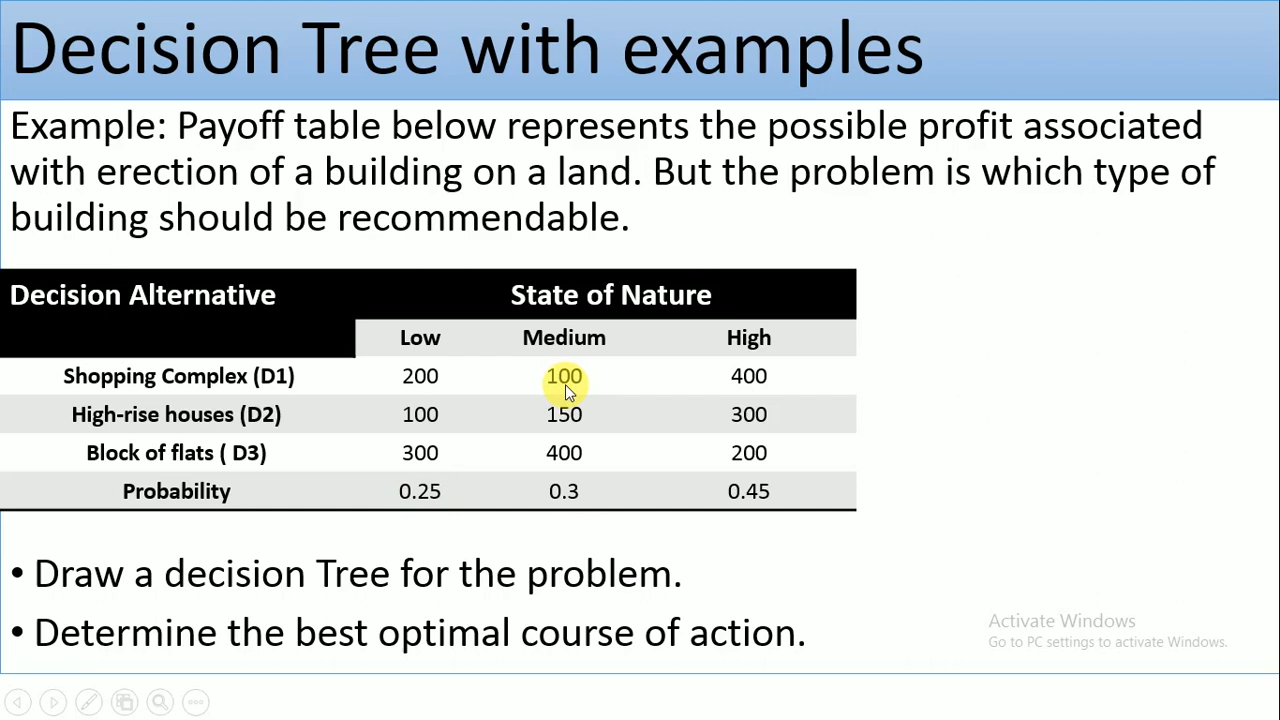 Decision Tree with examples
Example: Payoff table below represents the possible profit associated
with erection of a building on a land. But the problem is which type of
building should be recommendable.
Decision Alternative State of Nature
Low Medium High
Shopping Complex (D1) 200 100 400
High-rise houses (D2) 100 150 300
Block of flats ( D3) 300 400 200
Probability 0.25 0.3 0.45
• Draw a decision Tree for the problem.
• Determine the best optimal course of action.
Activate Windows
Go to PC settings to activate Windows.